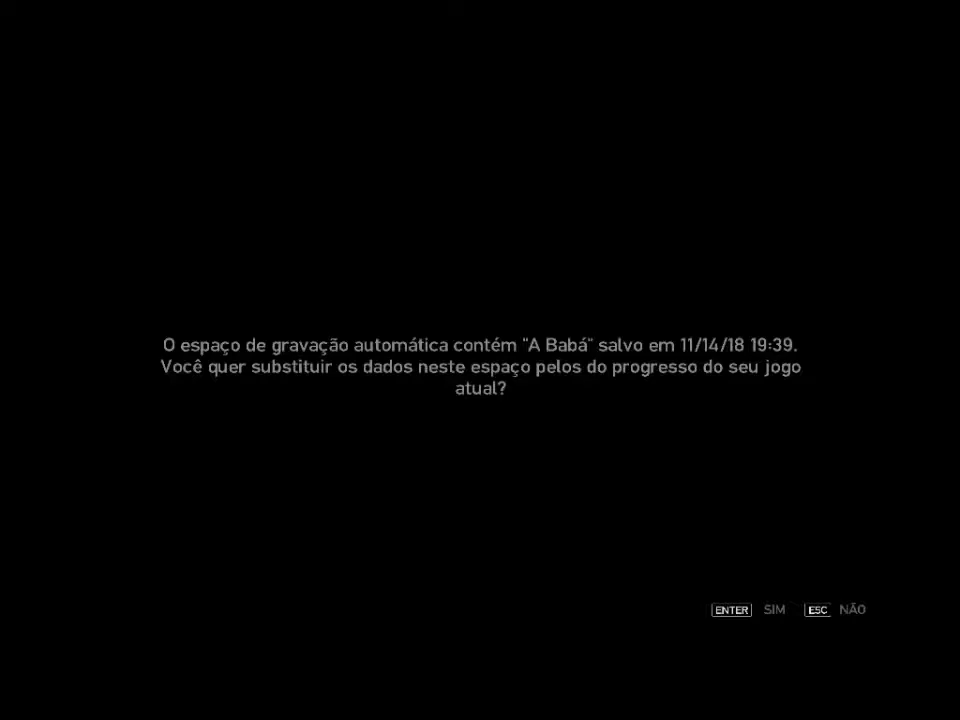 O espaço de gravação automática contém "A Babá" salvo em 11/14/18 19:39.
Você quer substituir os dados neste espaço pelos do progresso do seu jogo
atual?
ENTER SIM ESC NÃO